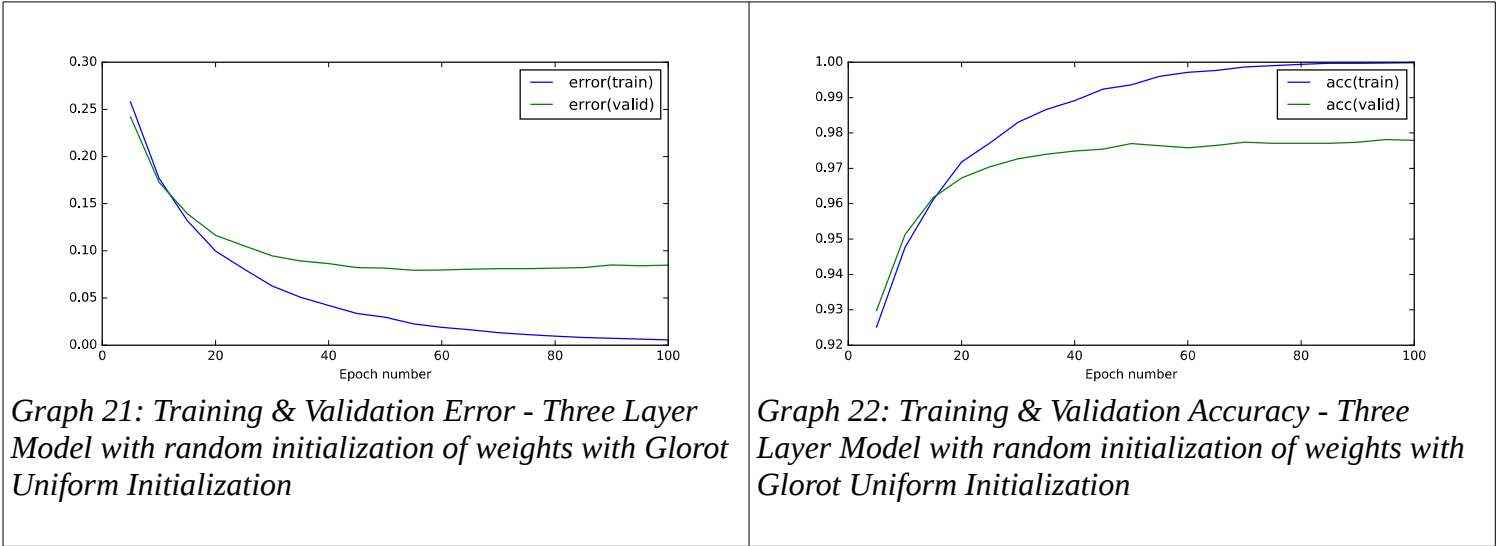 0.30
0.25
0.20
0.15
0.10
0.05
0.00
0 20 40 60 80 100
Epoch number
error(train)
error(valid)
Graph 21: Training & Validation Error - Three Layer
Model with random initialization of weights with Glorot
Uniform Initialization
1.00
0.99
0.98
0.97
0.96
0.95
0.94
0.93
0.92
0 20 40 60 80 100
Epoch number
acc(train)
acc(valid)
Graph 22: Training & Validation Accuracy - Three
Layer Model with random initialization of weights with
Glorot Uniform Initialization